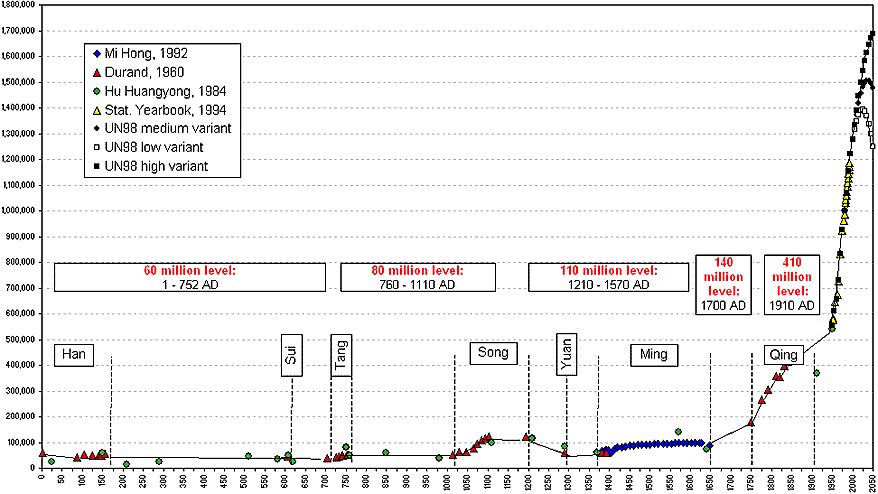 1,800,000
1,700,000
1,600,000
1,500,000
1,400,000
1,300,000
1,200,000
1,100,000
1,000,000
900,000
800,000
700,000
600,000
500,000
400,000
300,000
200,000
100,000
0
Mi Hong, 1992
Durand, 1960
Hu Huangyong, 1984
Stat. Yearbook, 1994
UN98 medium variant
UN98 low variant
UN98 high variant
60 million level:
1 - 752 AD
80 million level:
760 - 1110 AD
110 million level:
1210 - 1570 AD
140
million
level:
1700 AD
410
million
level:
1910 AD
Han
Sui
Tang
Song
Yuan
Ming
Qing
0 50 100 150 200 250 300 350 400 450 500 550 600 650 700 750 800 850 900 950 1000 1050 1100 1150 1200 1250 1300 1350 1400 1450 1500 1550 1600 1650 1700 1750 1800 1850 1900 1950 2000 2050